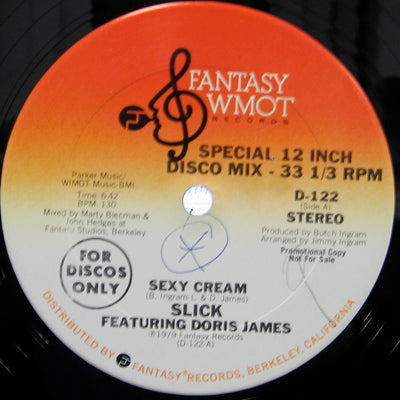 FANTASY
WMOT
RECORDS
SPECIAL 12 INCH
DISCO MIX - 33 1/3 RPM
Parker Music/
WIMOT Music-BMI
Time: 6:42
BPM: 130
Mixed by Marty Blecman &
John Hedges at
Fantasy Studios, Berkeley
D-122
(Side A)
STEREO
Produced by Butch Ingram
Arranged by Jimmy Ingram
Promotional Copy
Not For Sale
FOR
DISCOS
ONLY
SEXY CREAM
(B. Ingram-L. & D. James)
SLICK
FEATURING DORIS JAMES
©1979 Fantasy Records
(D-122-A)
DISTRIBUTED BY FANTASY® RECORDS, BERKELEY, CALIFORNIA